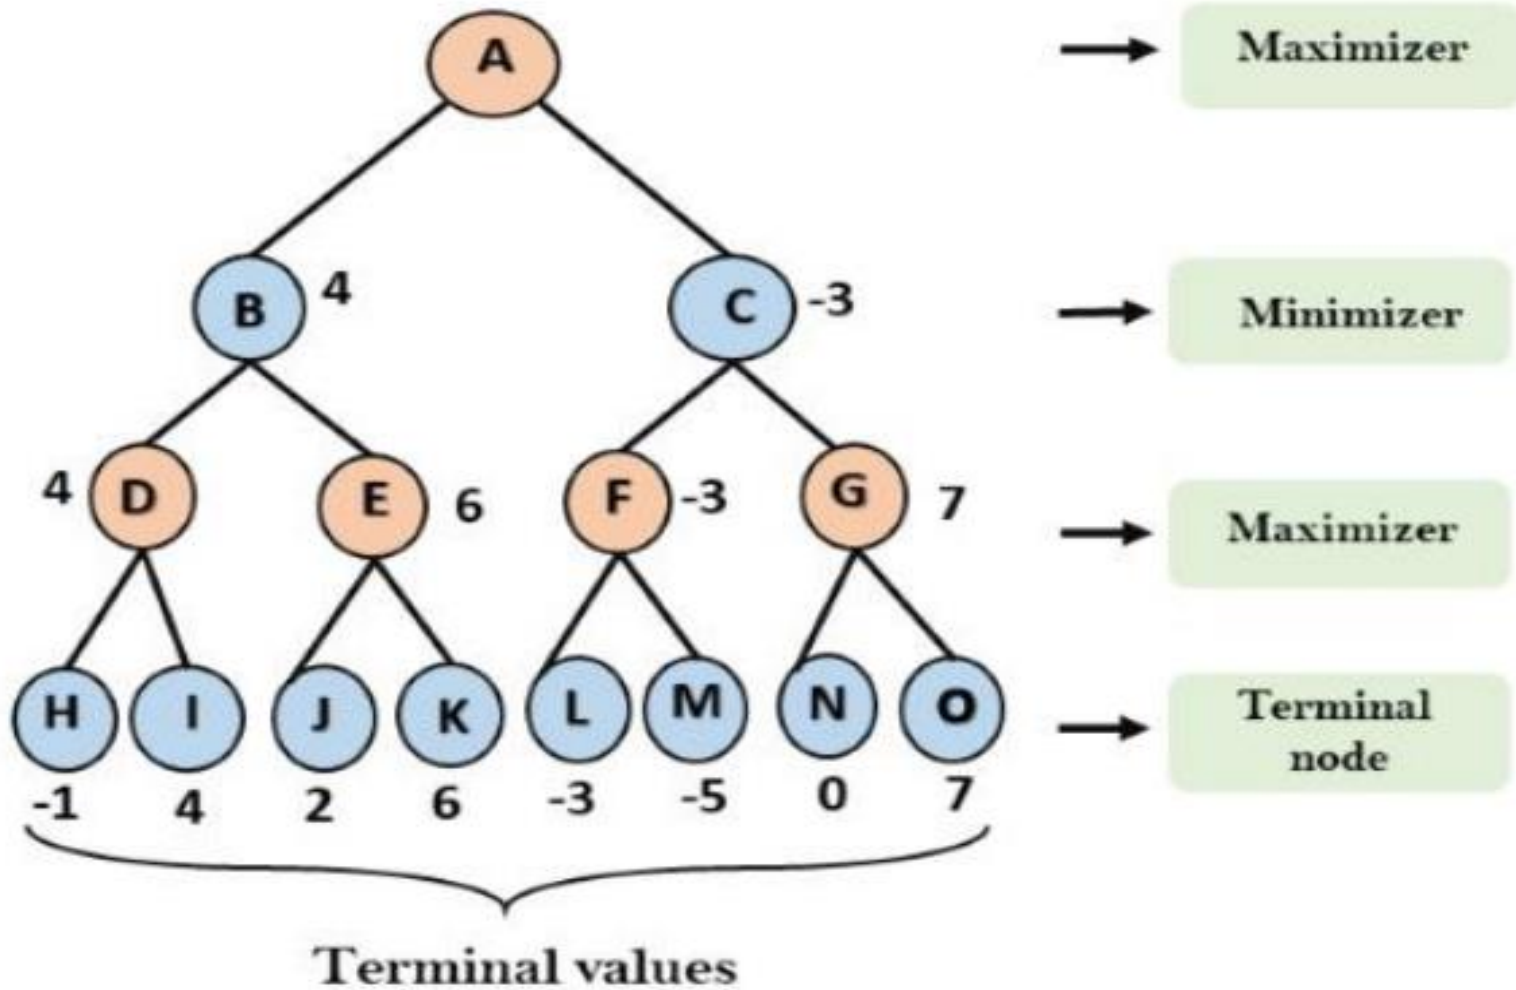 A
Maximizer
B
4
C
-3
Minimizer
4
D
E
6
F
-3
G
7
Maximizer
H
I
J
K
L
M
N
O
Terminal
node
-1
4
2
6
-3
-5
0
7
Terminal values